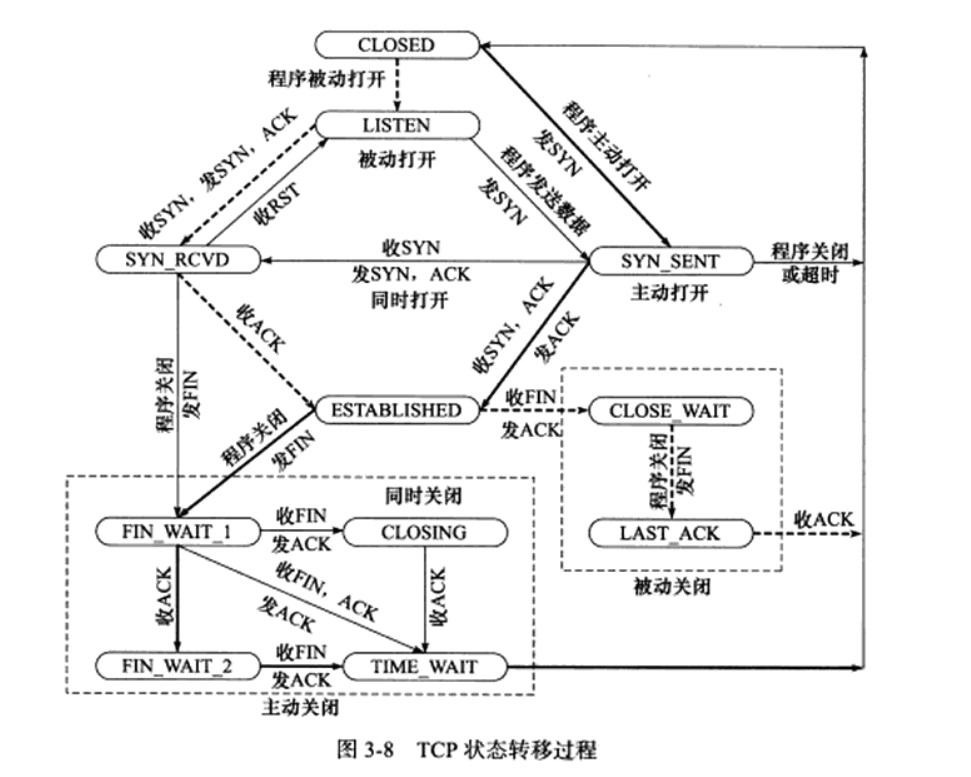 CLOSED
程序被动打开
LISTEN
被动打开
收SYN，发SYN，ACK
收RST
程序发送数据
发SYN
程序主动打开
发SYN
SYN_RCVD
收SYN
发SYN，ACK
同时打开
SYN_SENT
主动打开
程序关闭
或超时
收ACK
收SYN，ACK
发ACK
程序关闭
发FIN
ESTABLISHED
收FIN
发ACK
CLOSE_WAIT
程序关闭
发FIN
程序关闭
发FIN
LAST_ACK
收ACK
被动关闭
同时关闭
FIN_WAIT_1
收FIN
发ACK
CLOSING
收ACK
收FIN，ACK
发ACK
收ACK
FIN_WAIT_2
收FIN
发ACK
TIME_WAIT
主动关闭
图 3-8 TCP 状态转移过程